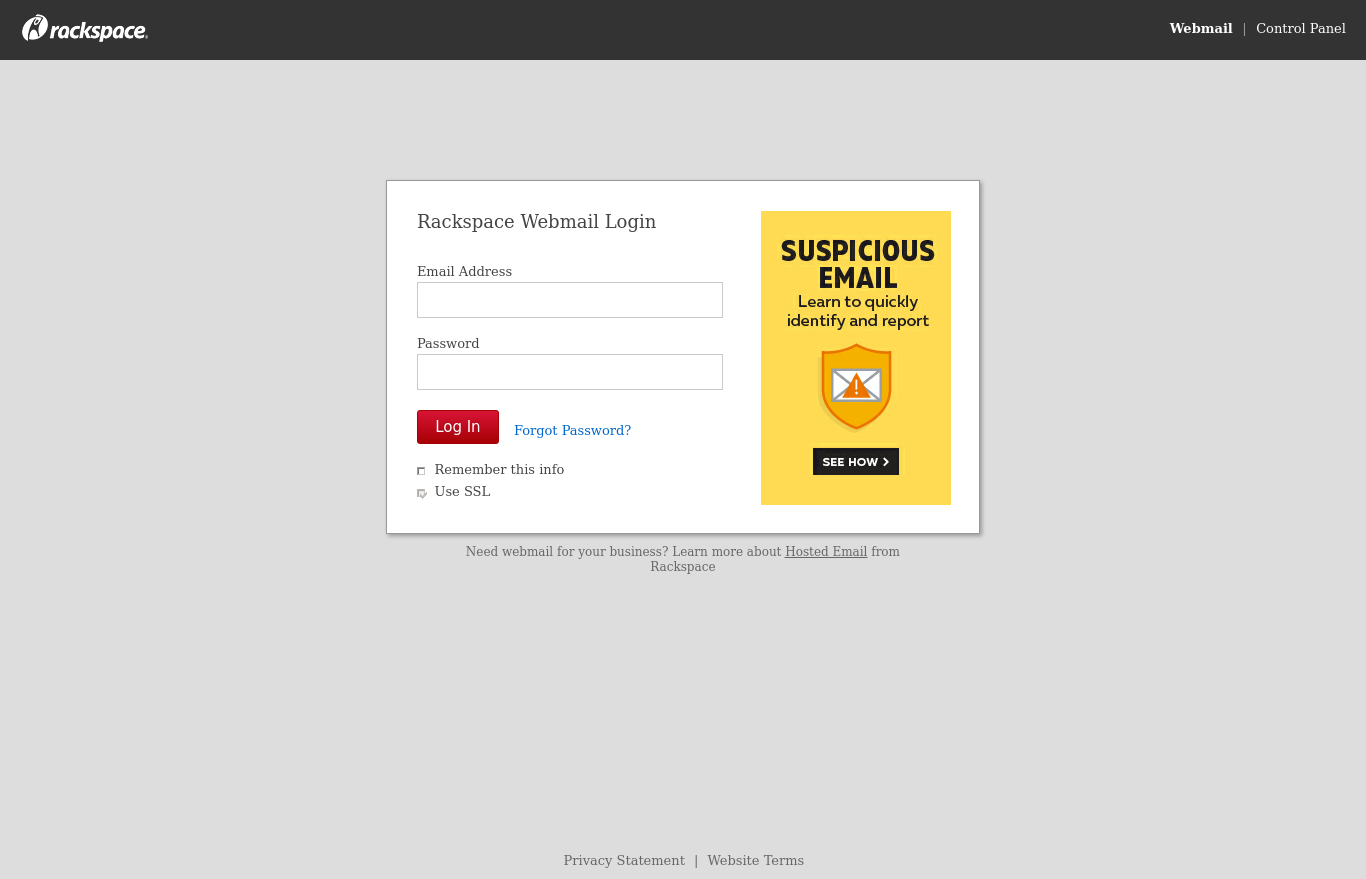 rackspace
Webmail | Control Panel
Rackspace Webmail Login
Email Address
Password
Log In
Forgot Password?
Remember this info
Use SSL
SUSPICIOUS
EMAIL
Learn to quickly
identify and report
SEE HOW
Need webmail for your business? Learn more about Hosted Email from
Rackspace
Privacy Statement | Website Terms